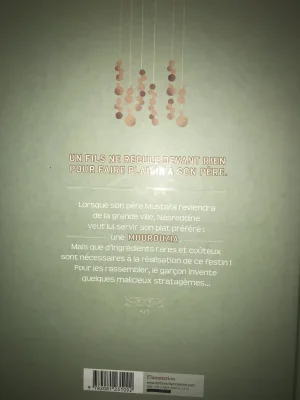 UN FILS NE RECULE DEVANT RIEN
POUR FAIRE PLAISIR À SON PÈRE.
Lorsque son père Mustafa reviendra
de la grande ville, Nasreddine
veut lui servir son plat préféré :
une MOUROUKIA
Mais que d'ingrédients rares et coûteux
sont nécessaires à la réalisation de ce festin !
Pour les rassembler, le garçon invente
quelques malicieux stratagèmes...
Flammarion